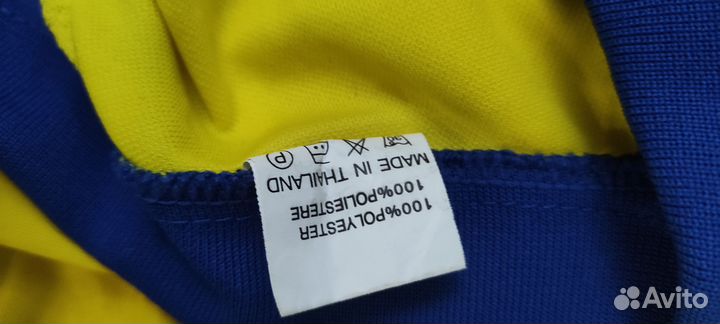 100%POLYESTER
100%POLIESTERE
MADE IN THAILAND
P
Avito